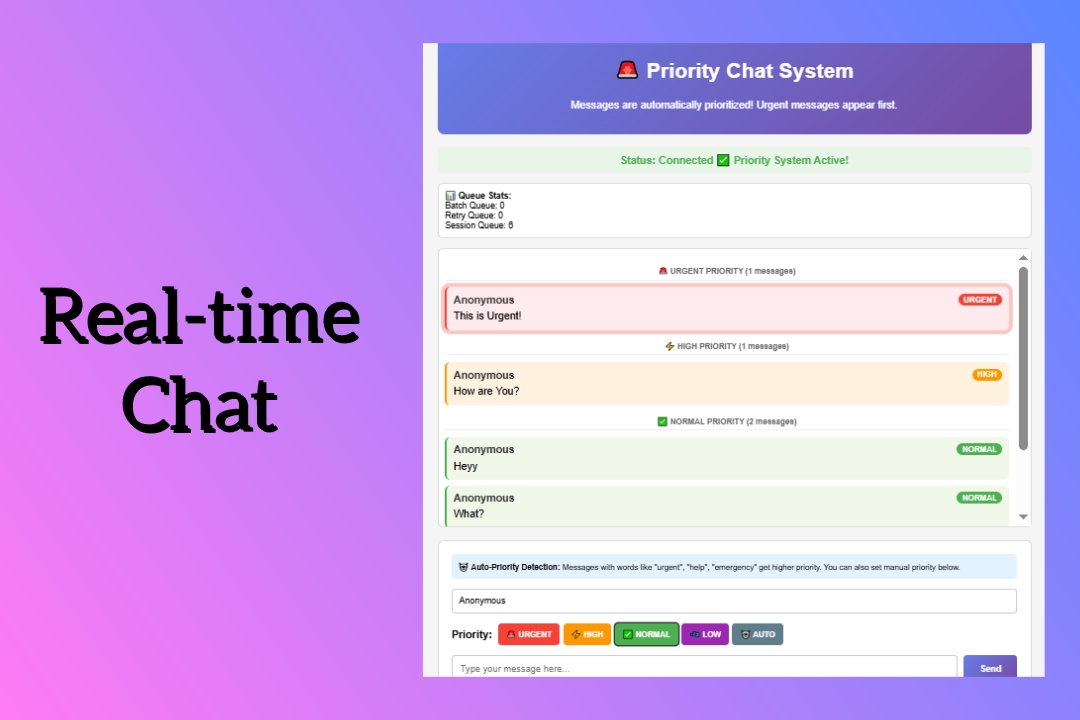 Real-time
Chat
🚨 Priority Chat System
Messages are automatically prioritized! Urgent messages appear first.
Status: Connected ✅ Priority System Active!
📊 Queue Stats:
Batch Queue: 0
Retry Queue: 0
Session Queue: 6
🚨 URGENT PRIORITY (1 messages)
Anonymous URGENT
This is Urgent!
⚡ HIGH PRIORITY (1 messages)
Anonymous HIGH
How are You?
✅ NORMAL PRIORITY (2 messages)
Anonymous NORMAL
Heyy
Anonymous NORMAL
What?
Auto-Priority Detection: Messages with words like "urgent", "help", "emergency" get higher priority. You can also set manual priority below.
Anonymous
Priority: 🚨 URGENT ⚡ HIGH ✅ NORMAL LOW AUTO
Type your message here... Send